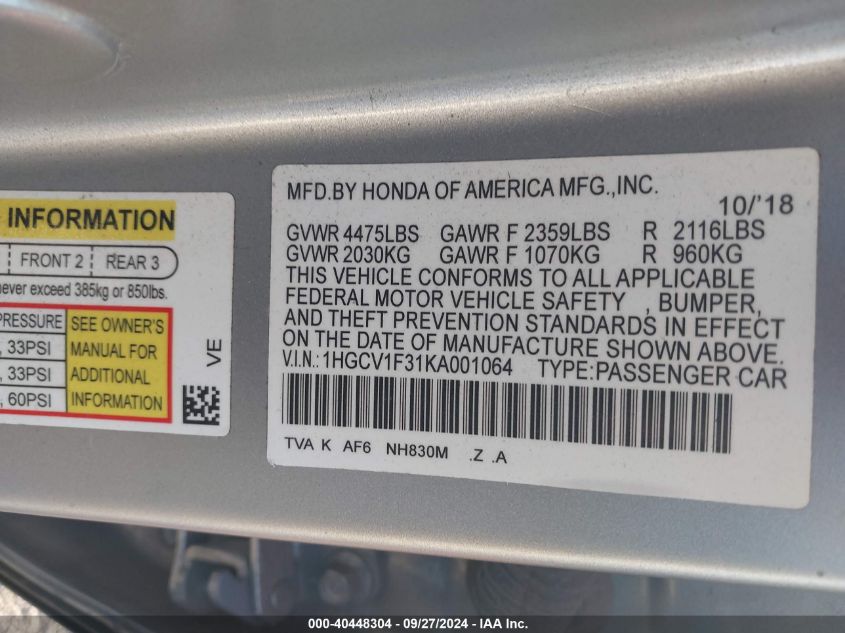 INFORMATION
FRONT 2 REAR 3
never exceed 385kg or 850lbs.
PRESSURE SEE OWNER'S
, 33PSI MANUAL FOR
, 33PSI ADDITIONAL
, 60PSI INFORMATION
VE
MFD.BY HONDA OF AMERICA MFG.,INC.
10/'18
GVWR 4475LBS GAWR F 2359LBS R 2116LBS
GVWR 2030KG GAWR F 1070KG R 960KG
THIS VEHICLE CONFORMS TO ALL APPLICABLE
FEDERAL MOTOR VEHICLE SAFETY , BUMPER,
AND THEFT PREVENTION STANDARDS IN EFFECT
ON THE DATE OF MANUFACTURE SHOWN ABOVE.
V.I.N.: 1HGCV1F31KA001064 TYPE:PASSENGER CAR
TVA K AF6 NH830M .Z .A
000-40448304 - 09/27/2024 - IAA Inc.